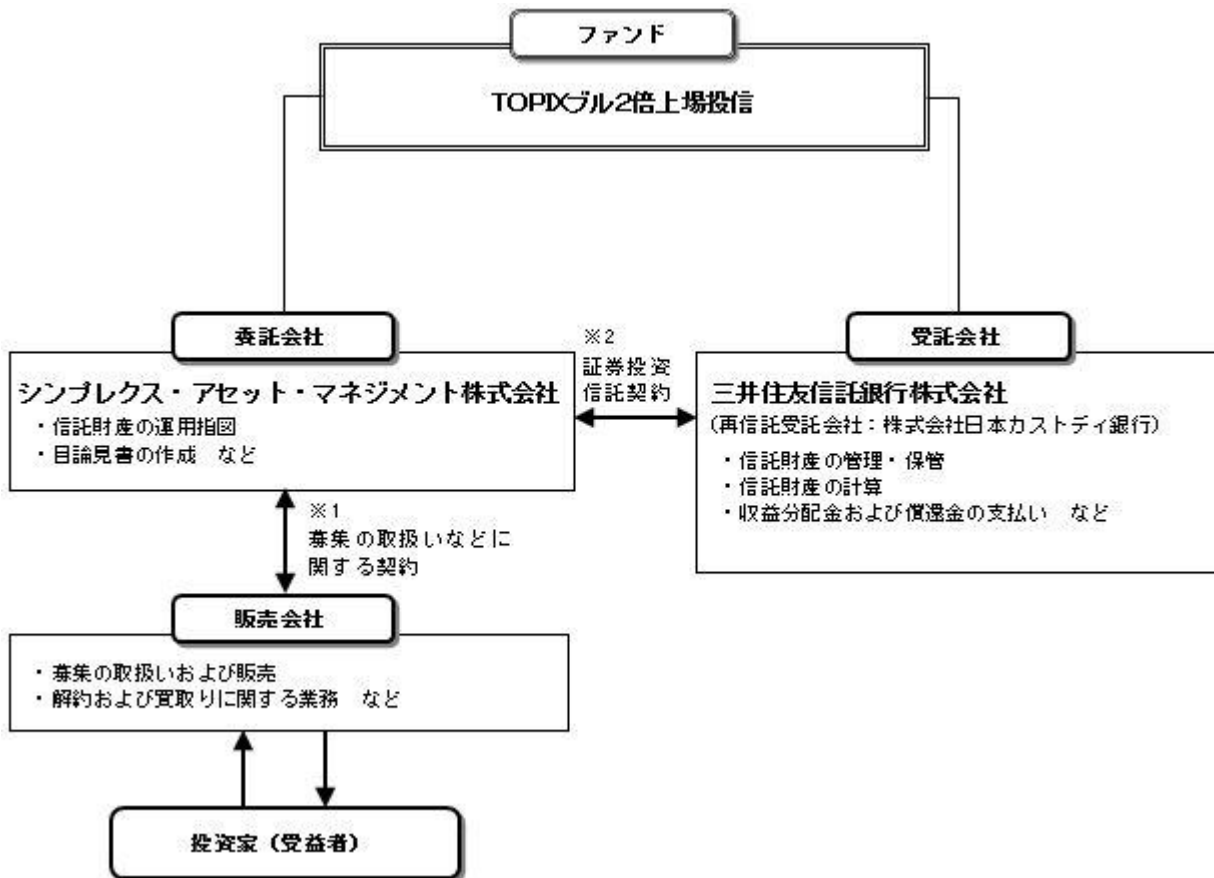 ファンド
TOPIXブル2倍上場投信
委託会社
シンプレクス・アセット・マネジメント株式会社
・信託財産の運用指図
・目論見書の作成　など
※2
証券投資
信託契約
受託会社
三井住友信託銀行株式会社
(再信託受託会社：株式会社日本カストディ銀行)
・信託財産の管理・保管
・信託財産の計算
・収益分配金および償還金の支払い　など
※1
募集の取扱いなどに
関する契約
販売会社
・募集の取扱いおよび販売
・解約および買取りに関する業務　など
投資家（受益者）